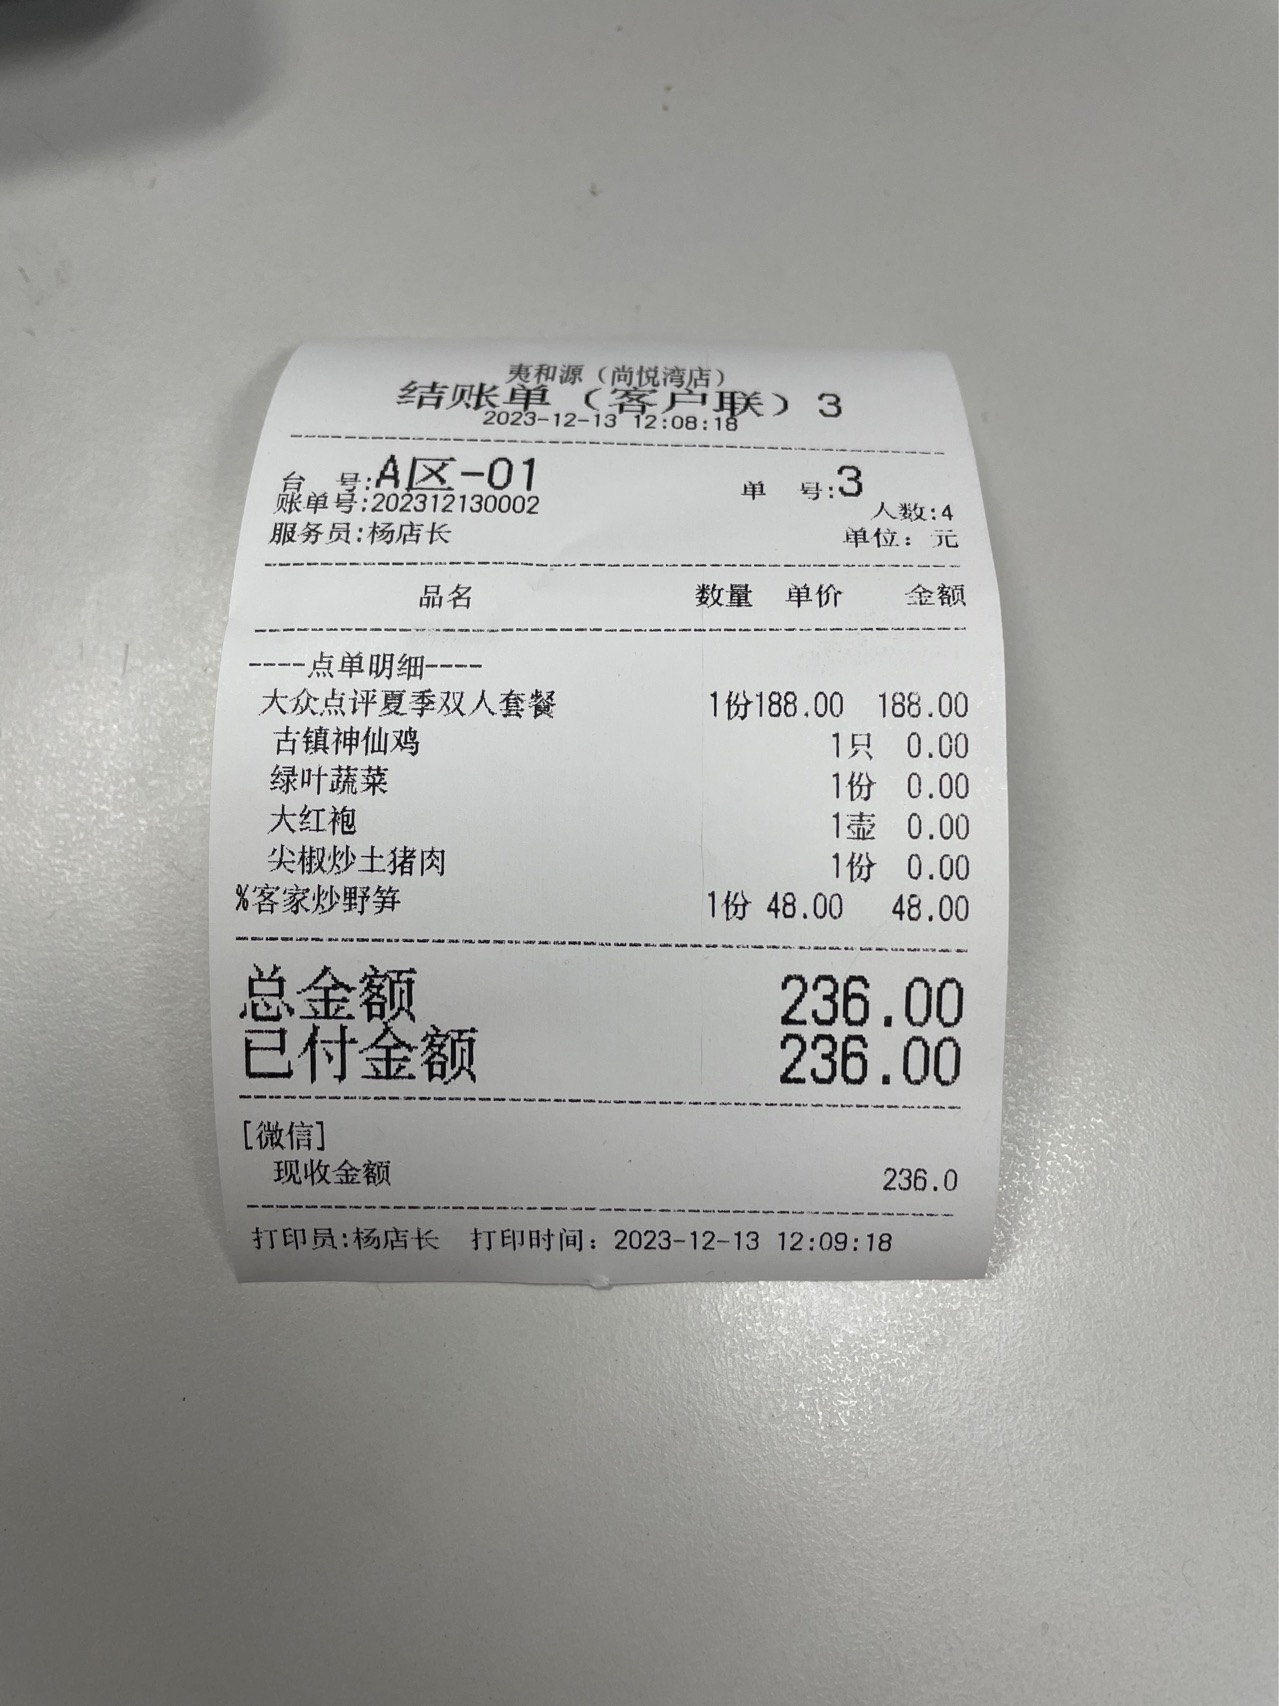 夷和源（尚悦湾店）
结账单（客户联）3
2023-12-13 12:08:18
台 号:A区-01 单 号:3
账单号:202312130002 人数:4
服务员:杨店长 单位：元
品名 数量 单价 金额
----点单明细----
大众点评夏季双人套餐 1份188.00 188.00
古镇神仙鸡 1只 0.00
绿叶蔬菜 1份 0.00
大红袍 1壶 0.00
尖椒炒土猪肉 1份 0.00
%客家炒野笋 1份 48.00 48.00
总金额 236.00
已付金额 236.00
[微信]
现收金额 236.0
打印员:杨店长 打印时间：2023-12-13 12:09:18